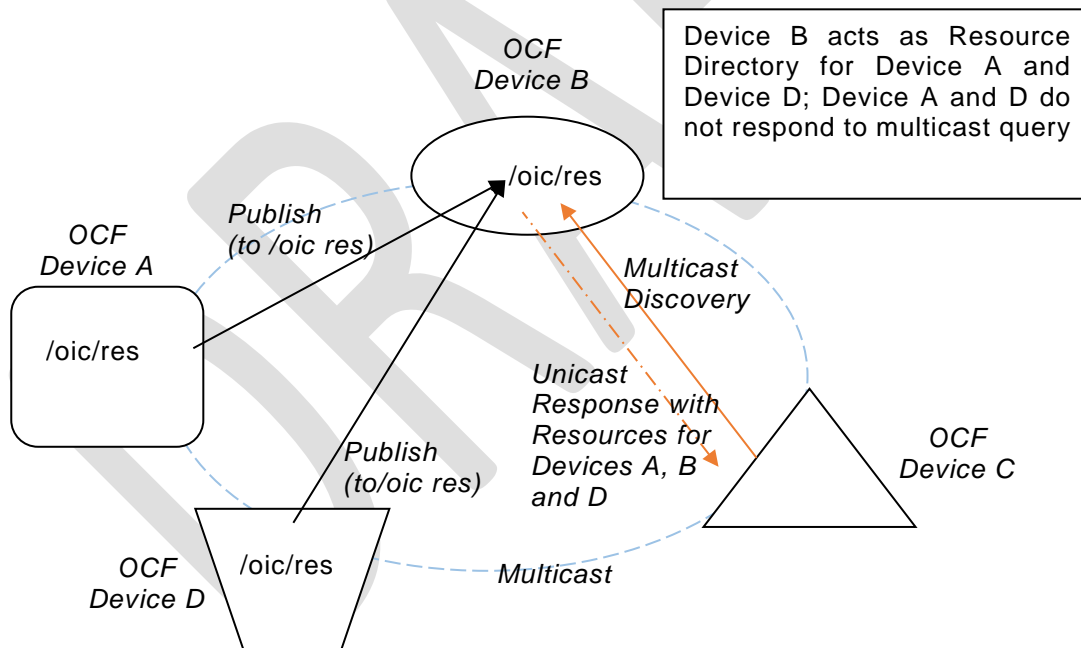 OCF
Device B
Device B acts as Resource
Directory for Device A and
Device D; Device A and D do
not respond to multicast query
/oic/res
Publish
(to /oic res)
OCF
Device A
Multicast
Discovery
/oic/res
Unicast
Response with
Resources for
Devices A, B
and D
OCF
Device C
Publish
(to/oic res)
OCF
Device D
/oic/res
Multicast